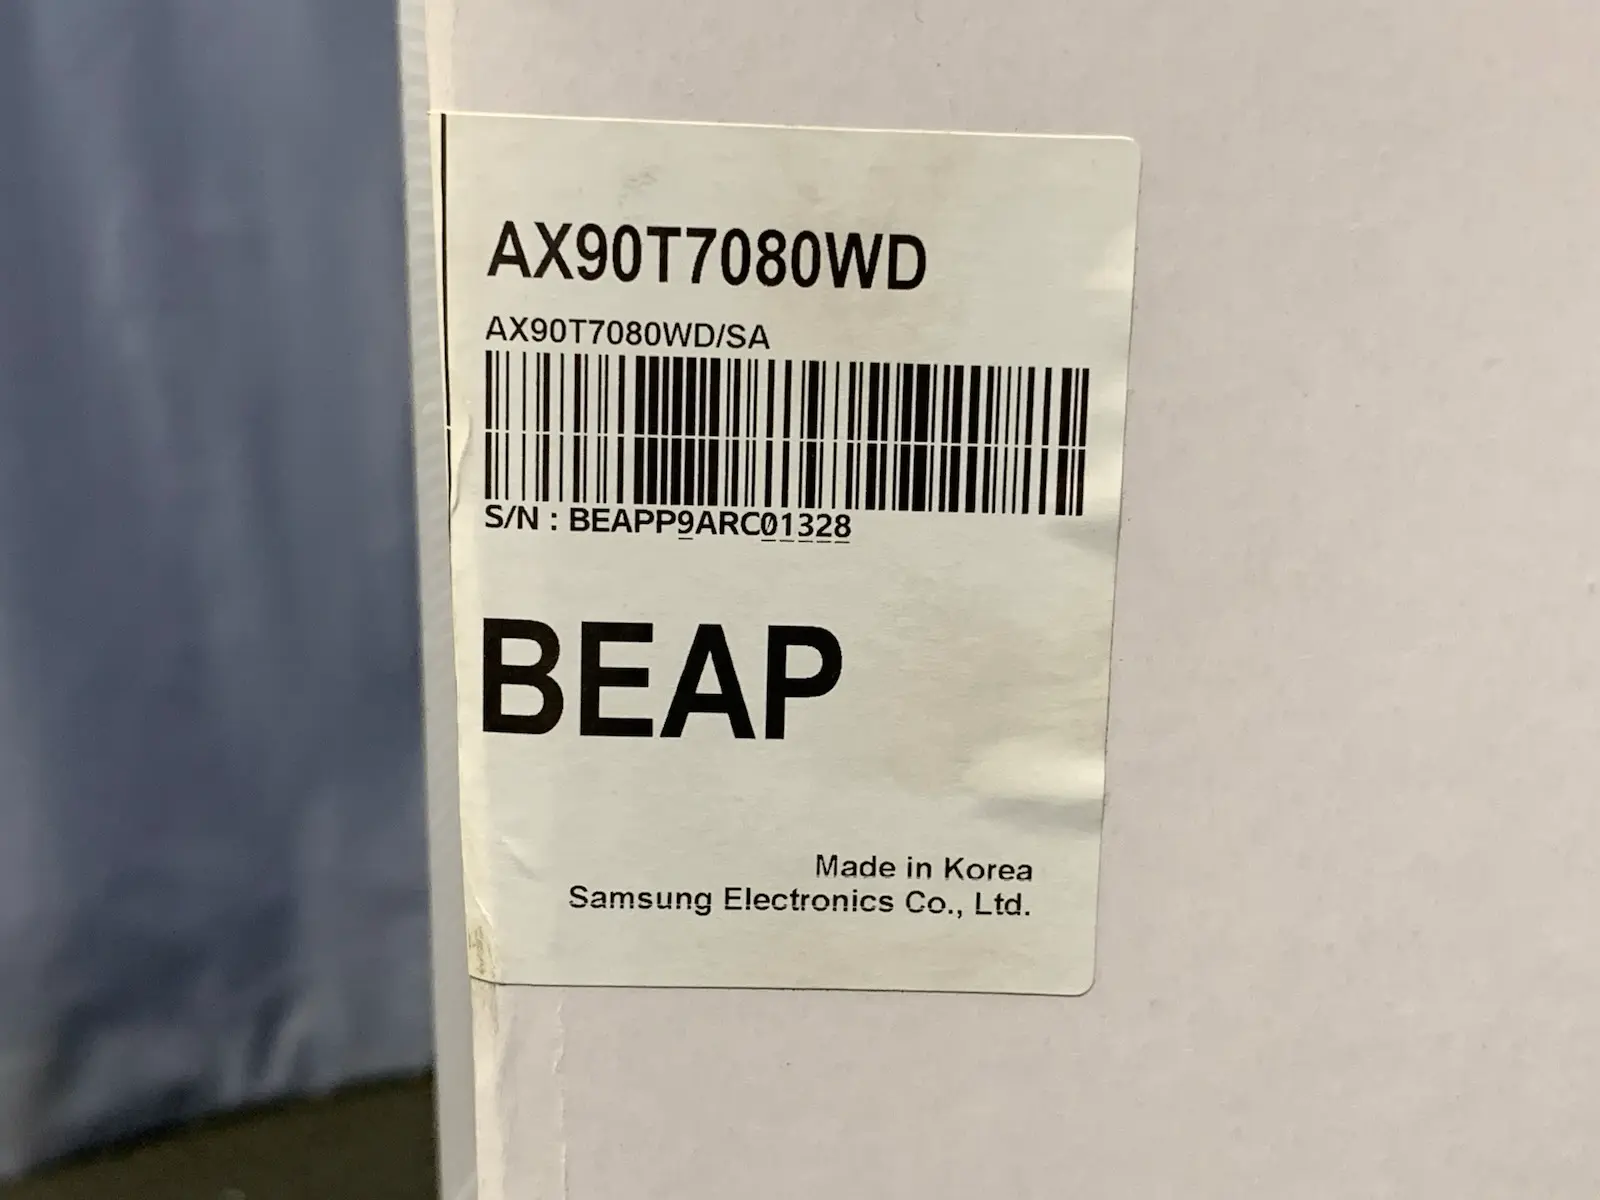 AX90T7080WD
AX90T7080WD/SA
S/N : BEAPP9ARC01328
BEAP
Made in Korea
Samsung Electronics Co., Ltd.